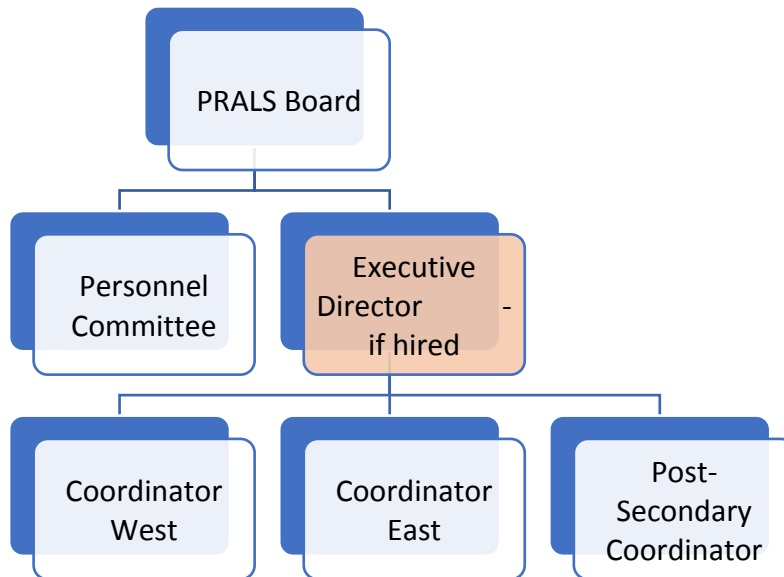 PRALS Board
Personnel
Committee
Executive
Director -
if hired
Coordinator
West
Coordinator
East
Post-
Secondary
Coordinator